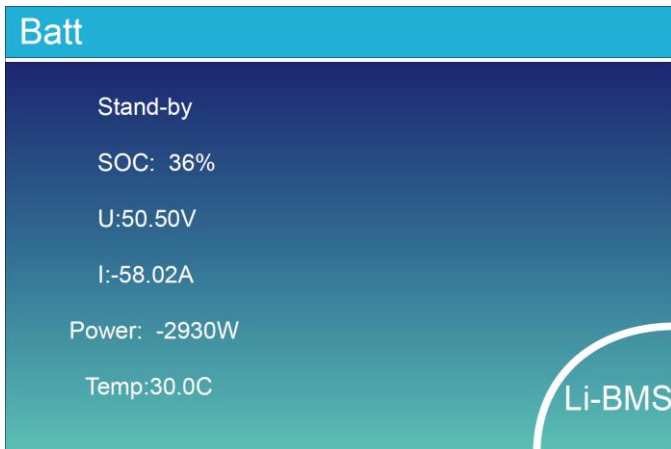 Batt
Stand-by
SOC: 36%
U:50.50V
I:-58.02A
Power: -2930W
Temp:30.0C
Li-BMS